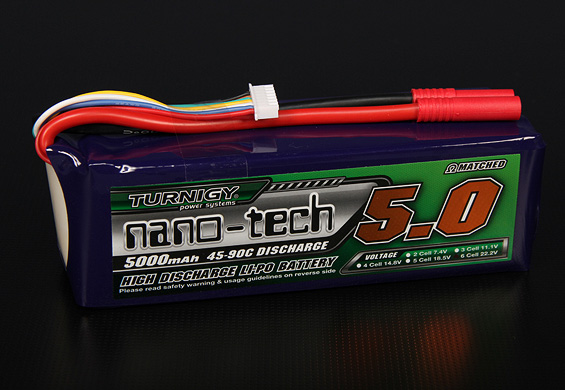 Ω MATCHED
TURNIGY
power systems
nano-tech
5.0
5000mAh 45-90C DISCHARGE
HIGH DISCHARGE LI-PO BATTERY
Please read safety warning & usage guidelines on reverse side
VOLTAGE • 2 Cell 7.4V • 3 Cell 11.1V
• 4 Cell 14.8V • 5 Cell 18.5V 6 Cell 22.2V